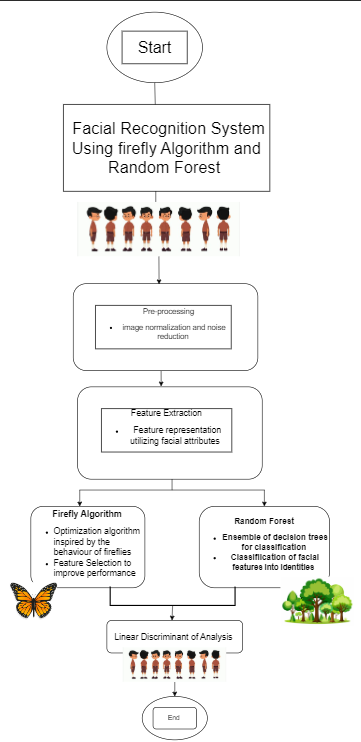 Start
Facial Recognition System
Using firefly Algorithm and
Random Forest
Pre-processing
• image normalization and noise
reduction
Feature Extraction
• Feature representation
utilizing facial attributes
Firefly Algorithm
• Optimization algorithm
inspired by the
behaviour of fireflies
• Feature Selection to
improve performance
Random Forest
• Ensemble of decision trees
for classification
• Classification of facial
features into identities
Linear Discriminant of Analysis
End